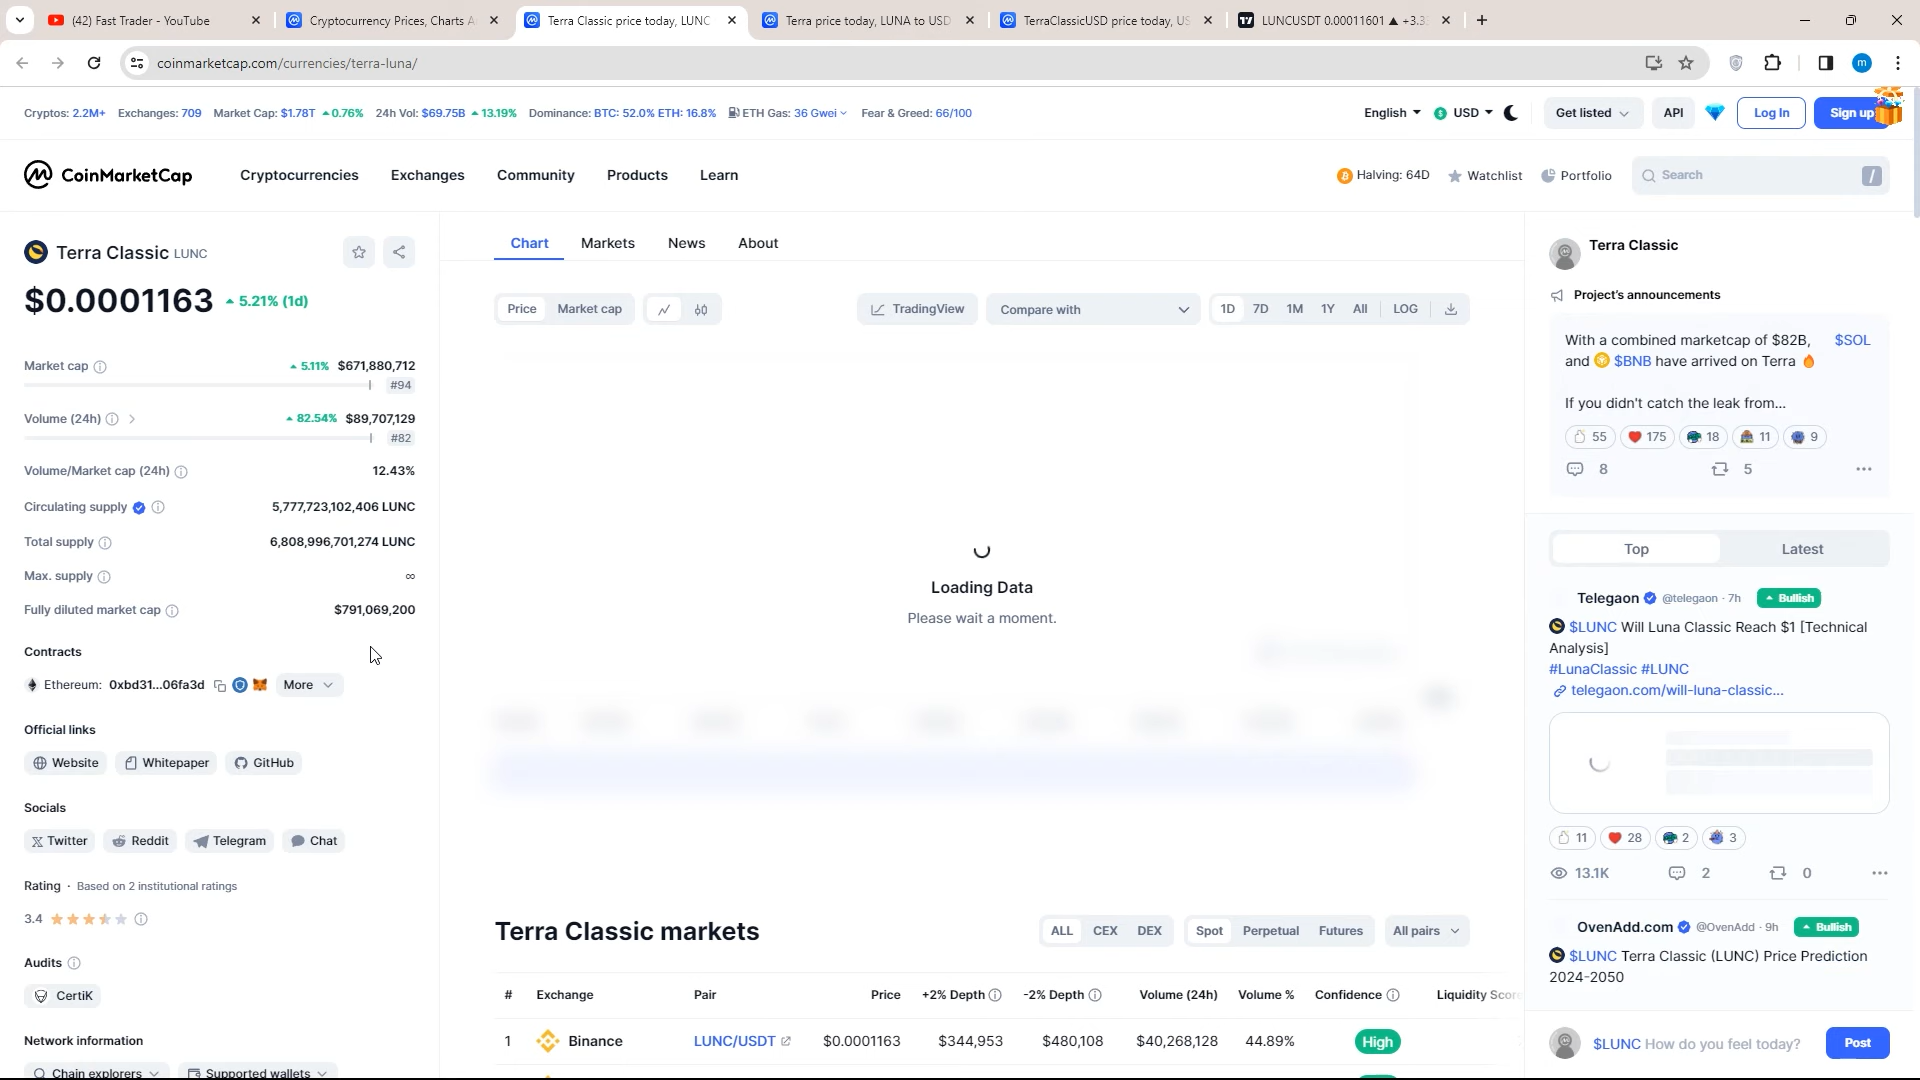 (42) Fast Trader - YouTube
Cryptocurrency Prices, Charts A
Terra Classic price today, LUNC
Terra price today, LUNA to USD
TerraClassicUSD price today, US
LUNCUSDT 0.00011601 ▲ +3.3
coinmarketcap.com/currencies/terra-luna/
m
Cryptos: 2.2M+ Exchanges: 709 Market Cap: $1.78T 0.76% 24h Vol: $69.75B 13.19% Dominance: BTC: 52.0% ETH: 16.8% ETH Gas: 36 Gwei Fear & Greed: 66/100
English USD Get listed API Log In Sign up
CoinMarketCap Cryptocurrencies Exchanges Community Products Learn
Halving: 64D Watchlist Portfolio Search /
Terra Classic LUNC
$0.0001163 5.21% (1d)
Market cap 5.11% $671,880,712
#94
Volume (24h) 82.54% $89,707,129
#82
Volume/Market cap (24h) 12.43%
Circulating supply 5,777,723,102,406 LUNC
Total supply 6,808,996,701,274 LUNC
Max. supply ∞
Fully diluted market cap $791,069,200
Contracts
Ethereum: 0xbd31...06fa3d More
Official links
Website Whitepaper GitHub
Socials
Twitter Reddit Telegram Chat
Rating · Based on 2 institutional ratings
3.4
Audits
CertiK
Network information
Chain explorers Supported wallets
Chart Markets News About
Price Market cap TradingView Compare with 1D 7D 1M 1Y All LOG
Loading Data
Please wait a moment.
Terra Classic markets ALL CEX DEX Spot Perpetual Futures All pairs
# Exchange Pair Price +2% Depth -2% Depth Volume (24h) Volume % Confidence Liquidity Score
1 Binance LUNC/USDT $0.0001163 $344,953 $480,108 $40,268,128 44.89% High
Terra Classic
Project's announcements
With a combined marketcap of $82B, $SOL
and $BNB have arrived on Terra
If you didn't catch the leak from...
55 175 18 11 9
8 5 ...
Top Latest
Telegaon @telegaon · 7h Bullish
$LUNC Will Luna Classic Reach $1 [Technical
Analysis]
#LunaClassic #LUNC
telegaon.com/will-luna-classic...
11 28 2 3
13.1K 2 0 ...
OvenAdd.com @OvenAdd · 9h Bullish
$LUNC Terra Classic (LUNC) Price Prediction
2024-2050
$LUNC How do you feel today? Post